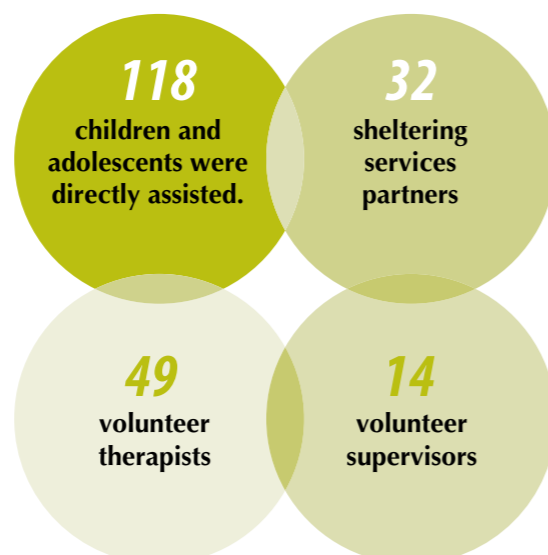 118
children and
adolescents were
directly assisted.
32
sheltering
services
partners
49
volunteer
therapists
14
volunteer
supervisors